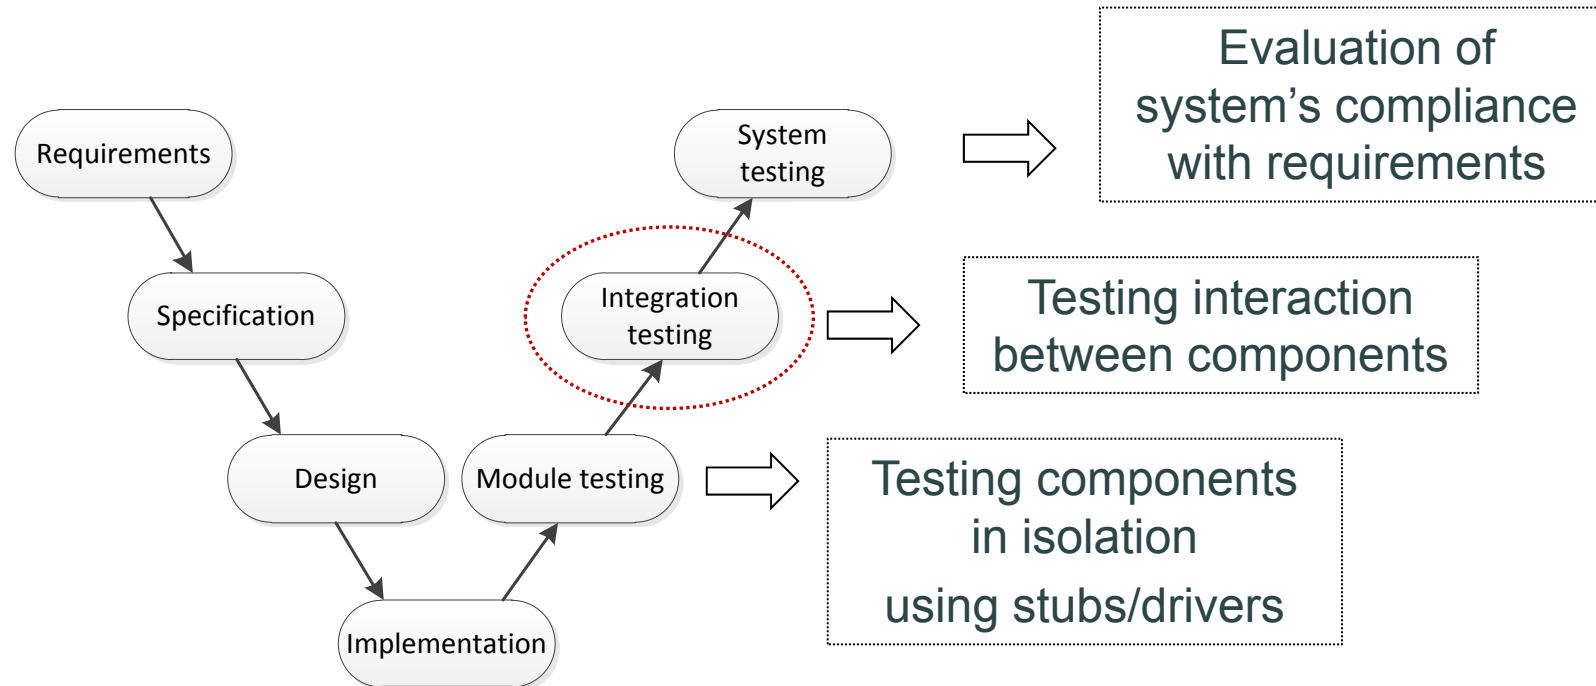 Requirements
Specification
Design
Implementation
Module testing
Integration
testing
System
testing
Evaluation of
system’s compliance
with requirements
Testing interaction
between components
Testing components
in isolation
using stubs/drivers